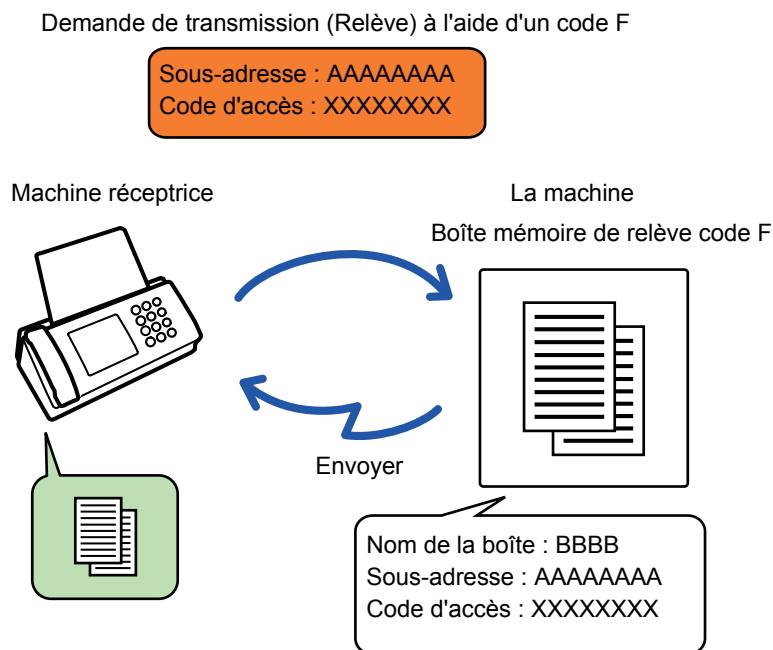 Demande de transmission (Relève) à l'aide d'un code F
Sous-adresse : AAAAAAAA
Code d'accès : XXXXXXXX
Machine réceptrice
La machine
Boîte mémoire de relève code F
Envoyer
Nom de la boîte : BBBB
Sous-adresse : AAAAAAAA
Code d'accès : XXXXXXXX